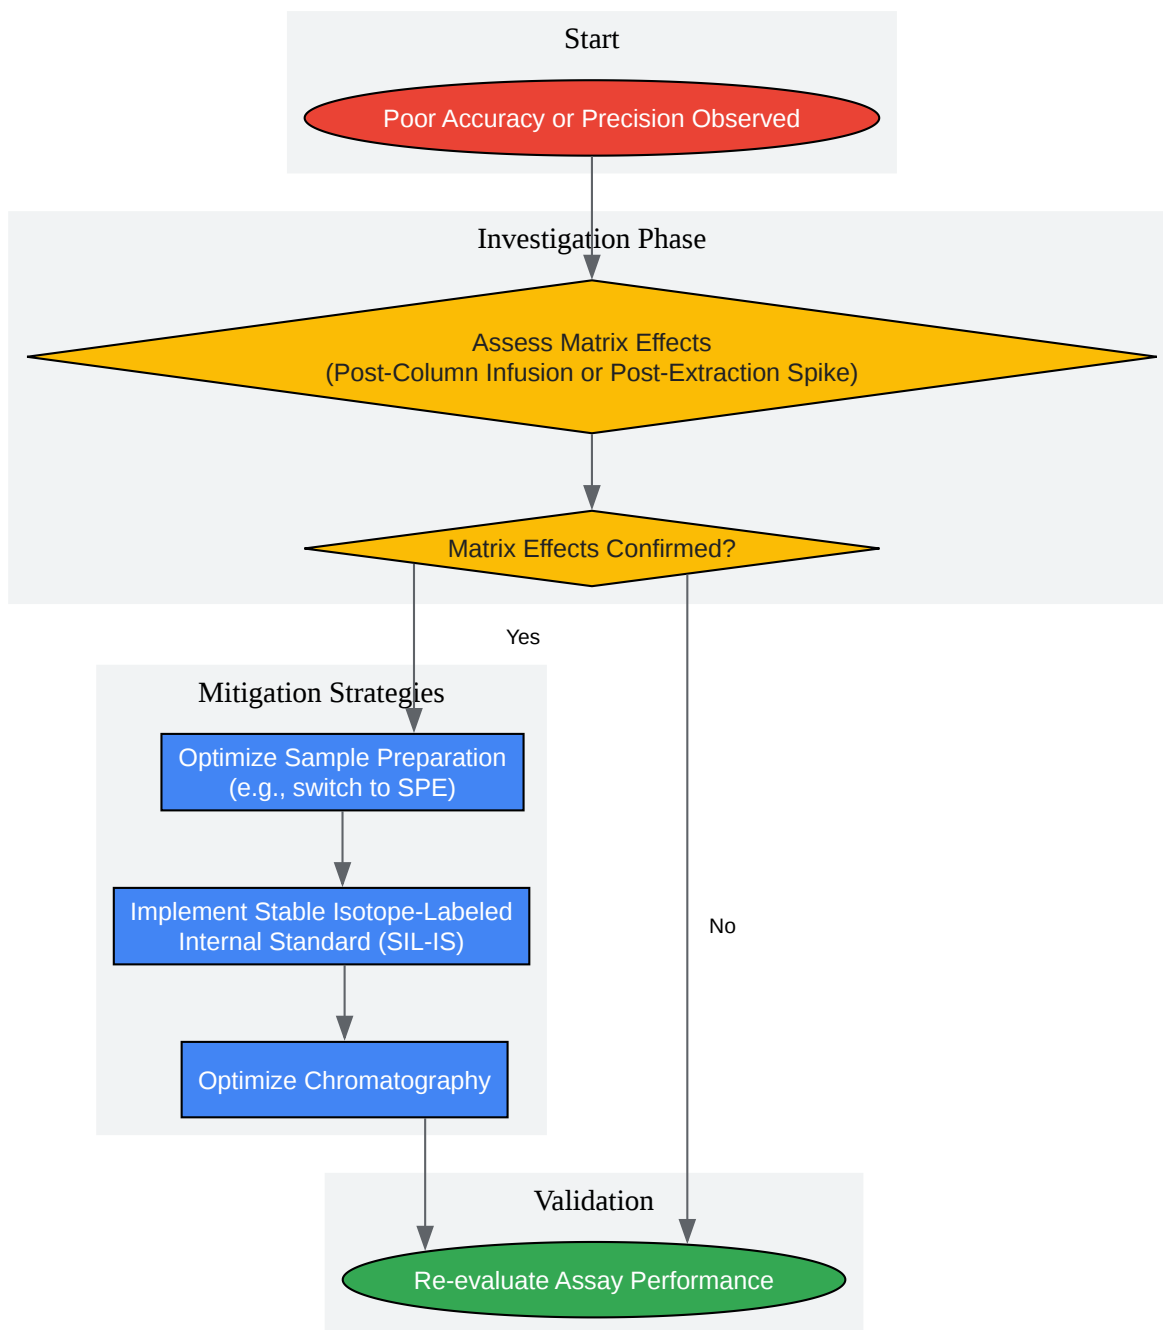 Start
Poor Accuracy or Precision Observed
Investigation Phase
Assess Matrix Effects
(Post-Column Infusion or Post-Extraction Spike)
Matrix Effects Confirmed?
Yes
Mitigation Strategies
Optimize Sample Preparation
(e.g., switch to SPE)
Implement Stable Isotope-Labeled
Internal Standard (SIL-IS)
No
Optimize Chromatography
Validation
Re-evaluate Assay Performance